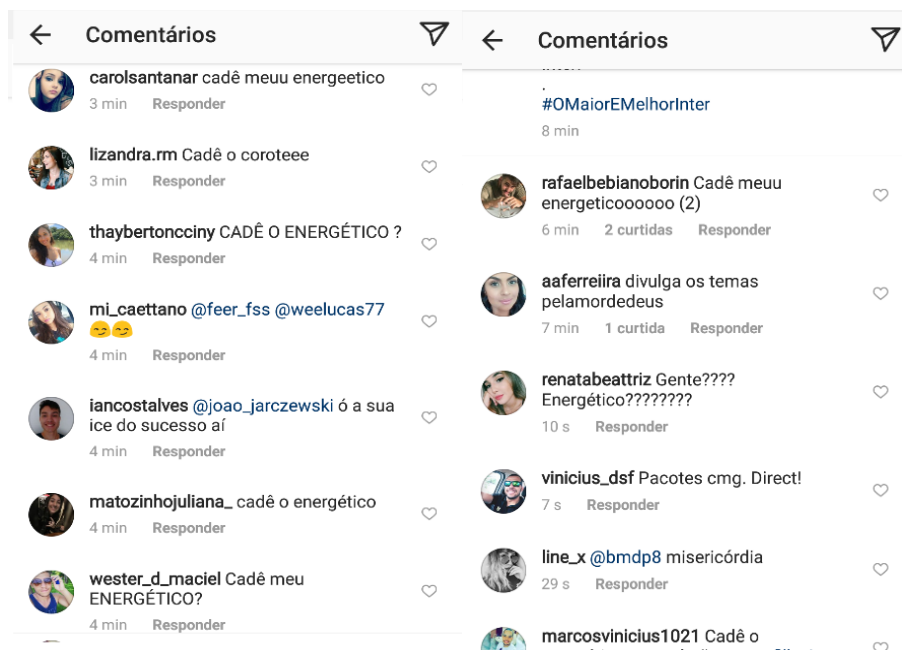 Comentários
carolsantanar cadê meuu energeetico
3 min Responder
lizandra.rm Cadê o coroteee
3 min Responder
thaybertoncciny CADÊ O ENERGÉTICO ?
4 min Responder
mi_caettano @feer_fss @weelucas77
😏😏
4 min Responder
iancostalves @joao_jarczewski ó a sua
ice do sucesso aí
4 min Responder
matozinhojuliana_ cadê o energético
4 min Responder
wester_d_maciel Cadê meu
ENERGÉTICO?
4 min Responder
Comentários
.
#OMaiorEMelhorInter
8 min
rafaelbebianoborin Cadê meuu
energeticoooooo (2)
6 min 2 curtidas Responder
aaferreiira divulga os temas
pelamordedeus
7 min 1 curtida Responder
renatabeattriz Gente????
Energético????????
10 s Responder
vinicius_dsf Pacotes cmg. Direct!
7 s Responder
line_x @bmdp8 misericórdia
29 s Responder
marcosvinicius1021 Cadê o